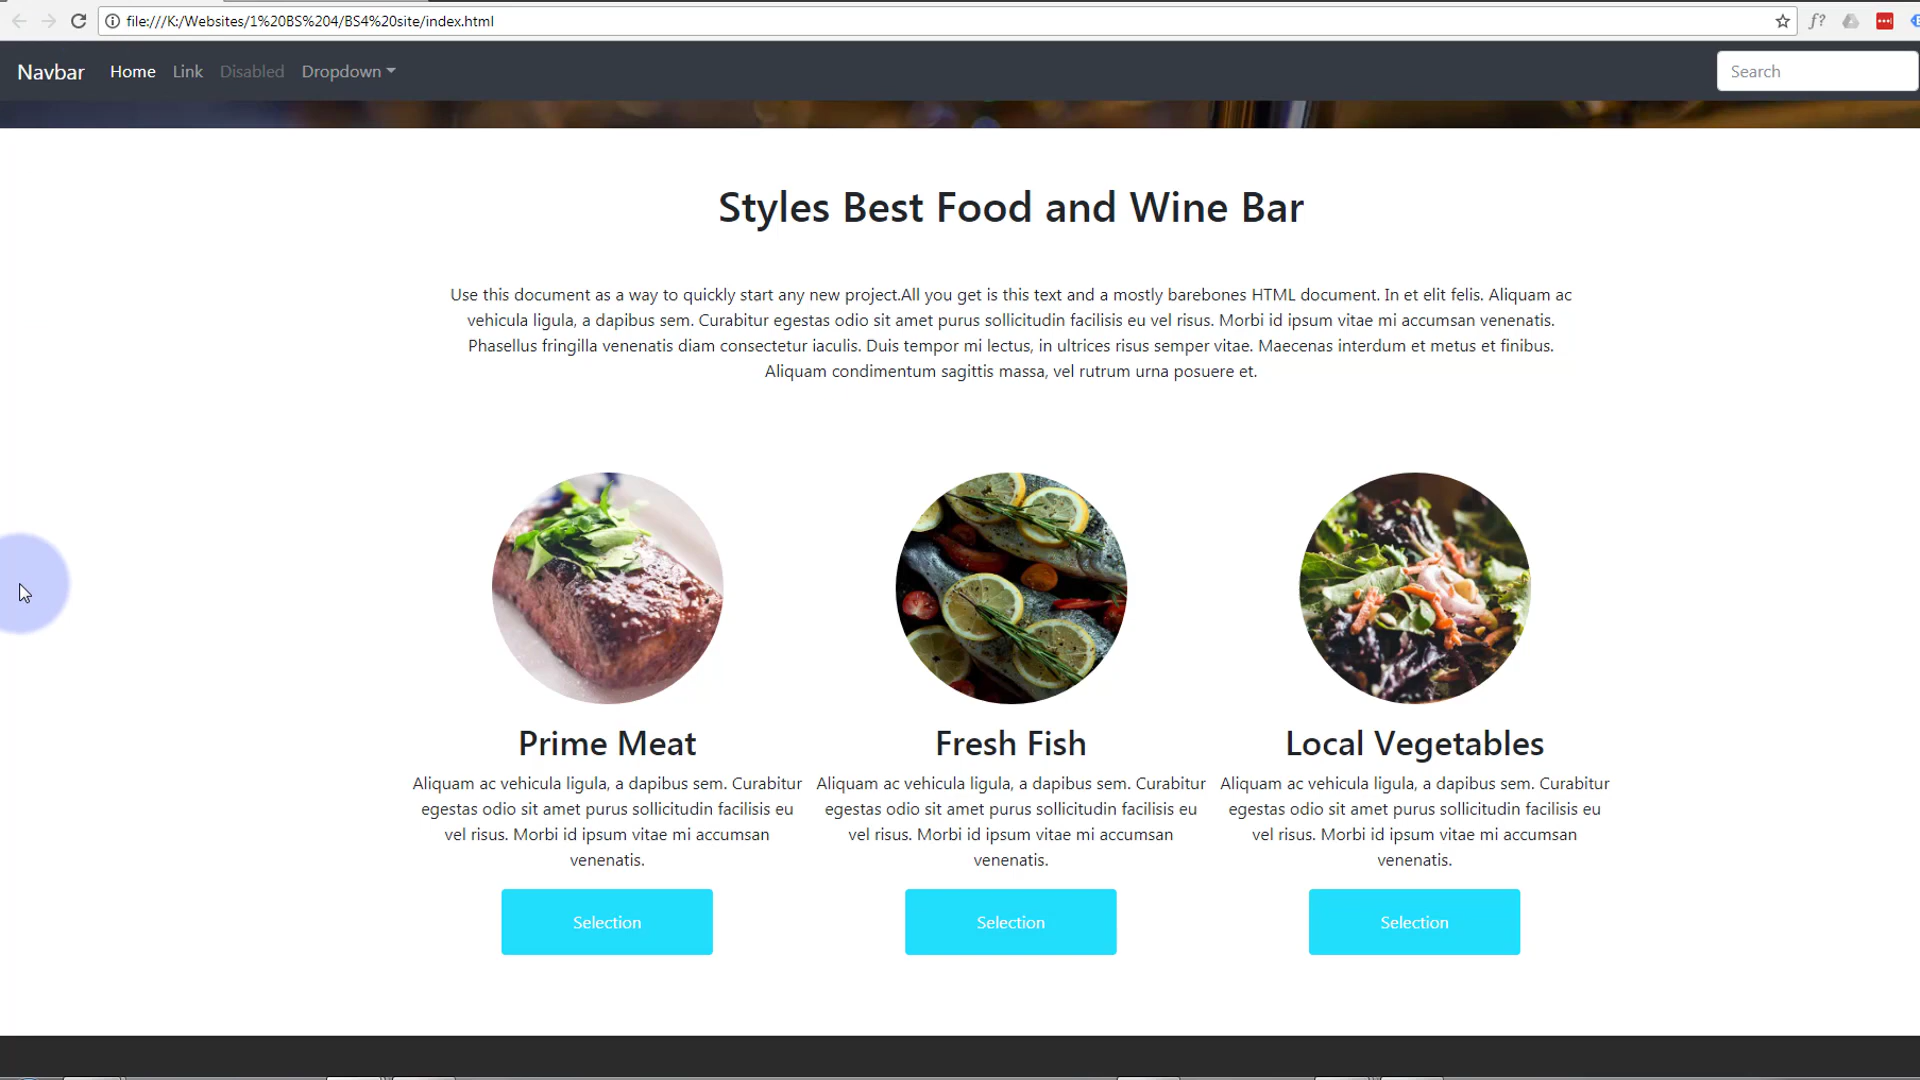 file:///K:/Websites/1%20BS%204/BS4%20site/index.html
f?
Navbar Home Link Disabled Dropdown Search
Styles Best Food and Wine Bar
Use this document as a way to quickly start any new project.All you get is this text and a mostly barebones HTML document. In et elit felis. Aliquam ac
vehicula ligula, a dapibus sem. Curabitur egestas odio sit amet purus sollicitudin facilisis eu vel risus. Morbi id ipsum vitae mi accumsan venenatis.
Phasellus fringilla venenatis diam consectetur iaculis. Duis tempor mi lectus, in ultrices risus semper vitae. Maecenas interdum et metus et finibus.
Aliquam condimentum sagittis massa, vel rutrum urna posuere et.
Prime Meat
Aliquam ac vehicula ligula, a dapibus sem. Curabitur
egestas odio sit amet purus sollicitudin facilisis eu
vel risus. Morbi id ipsum vitae mi accumsan
venenatis.
Selection
Fresh Fish
Aliquam ac vehicula ligula, a dapibus sem. Curabitur
egestas odio sit amet purus sollicitudin facilisis eu
vel risus. Morbi id ipsum vitae mi accumsan
venenatis.
Selection
Local Vegetables
Aliquam ac vehicula ligula, a dapibus sem. Curabitur
egestas odio sit amet purus sollicitudin facilisis eu
vel risus. Morbi id ipsum vitae mi accumsan
venenatis.
Selection